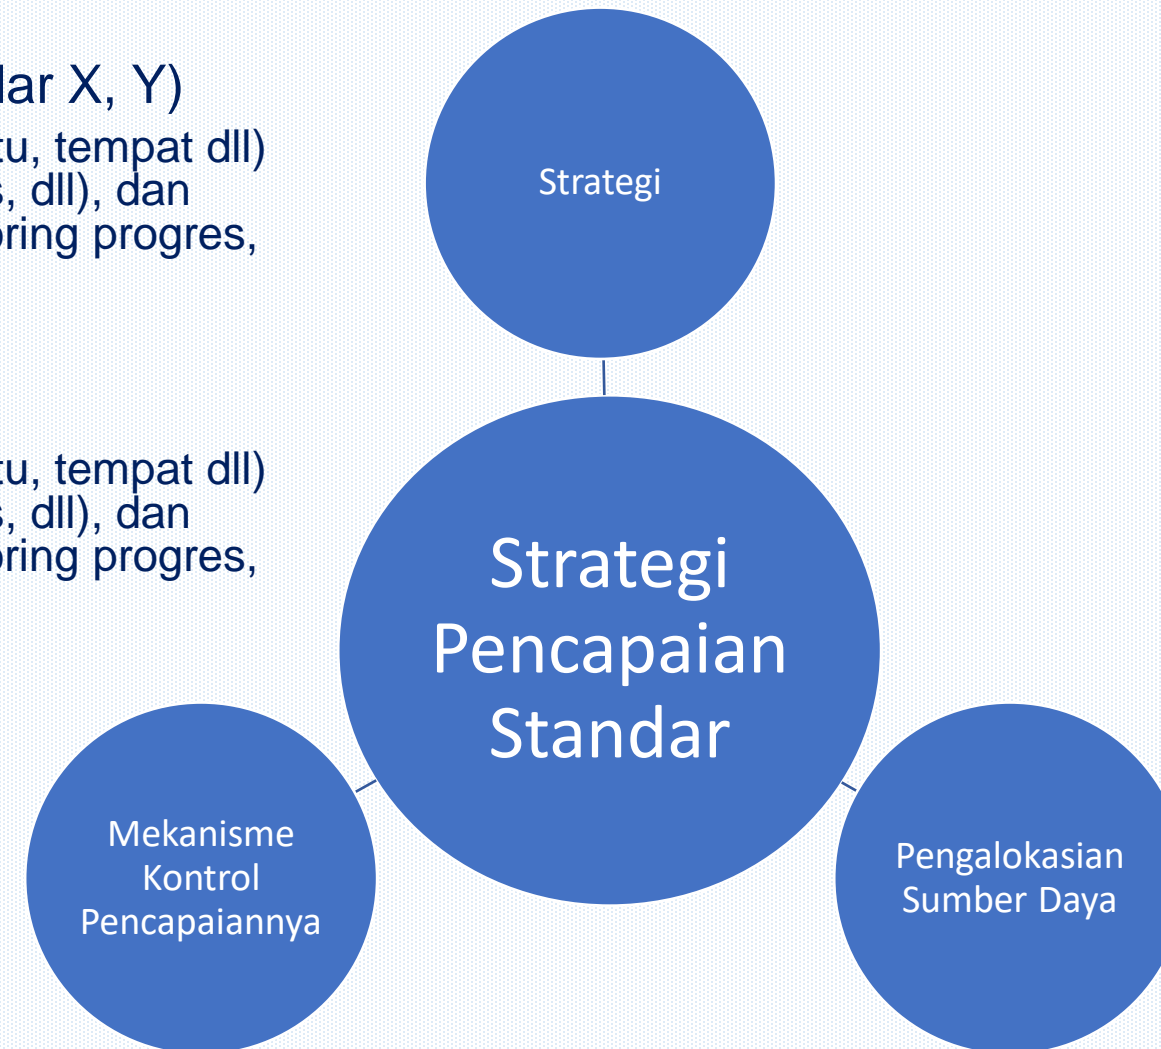 lar X, Y)
tu, tempat dll)
s, dll), dan
oring progres,
tu, tempat dll)
s, dll), dan
oring progres,
Strategi
Strategi
Pencapaian
Standar
Mekanisme
Kontrol
Pencapaiannya
Pengalokasian
Sumber Daya